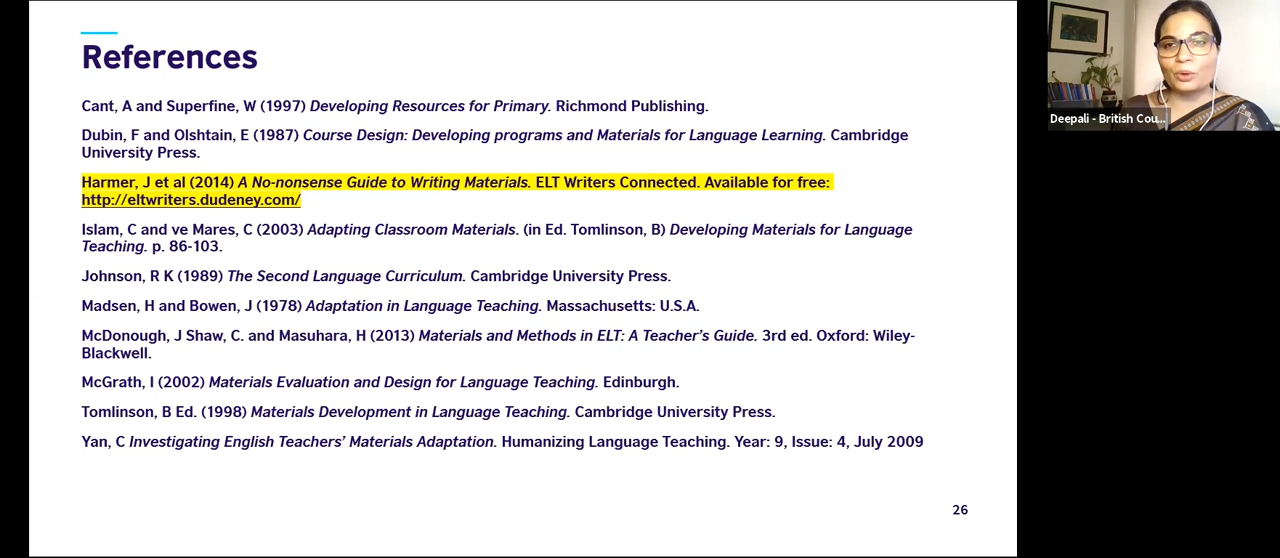 References
Cant, A and Superfine, W (1997) Developing Resources for Primary. Richmond Publishing.
Dubin, F and Olshtain, E (1987) Course Design: Developing programs and Materials for Language Learning. Cambridge
University Press.
Harmer, J et al (2014) A No-nonsense Guide to Writing Materials. ELT Writers Connected. Available for free:
http://eltwriters.dudeney.com/
Islam, C and ve Mares, C (2003) Adapting Classroom Materials. (in Ed. Tomlinson, B) Developing Materials for Language
Teaching. p. 86-103.
Johnson, R K (1989) The Second Language Curriculum. Cambridge University Press.
Madsen, H and Bowen, J (1978) Adaptation in Language Teaching. Massachusetts: U.S.A.
McDonough, J Shaw, C. and Masuhara, H (2013) Materials and Methods in ELT: A Teacher’s Guide. 3rd ed. Oxford: Wiley-
Blackwell.
McGrath, I (2002) Materials Evaluation and Design for Language Teaching. Edinburgh.
Tomlinson, B Ed. (1998) Materials Development in Language Teaching. Cambridge University Press.
Yan, C Investigating English Teachers’ Materials Adaptation. Humanizing Language Teaching. Year: 9, Issue: 4, July 2009
26
Deepali - British Cou...